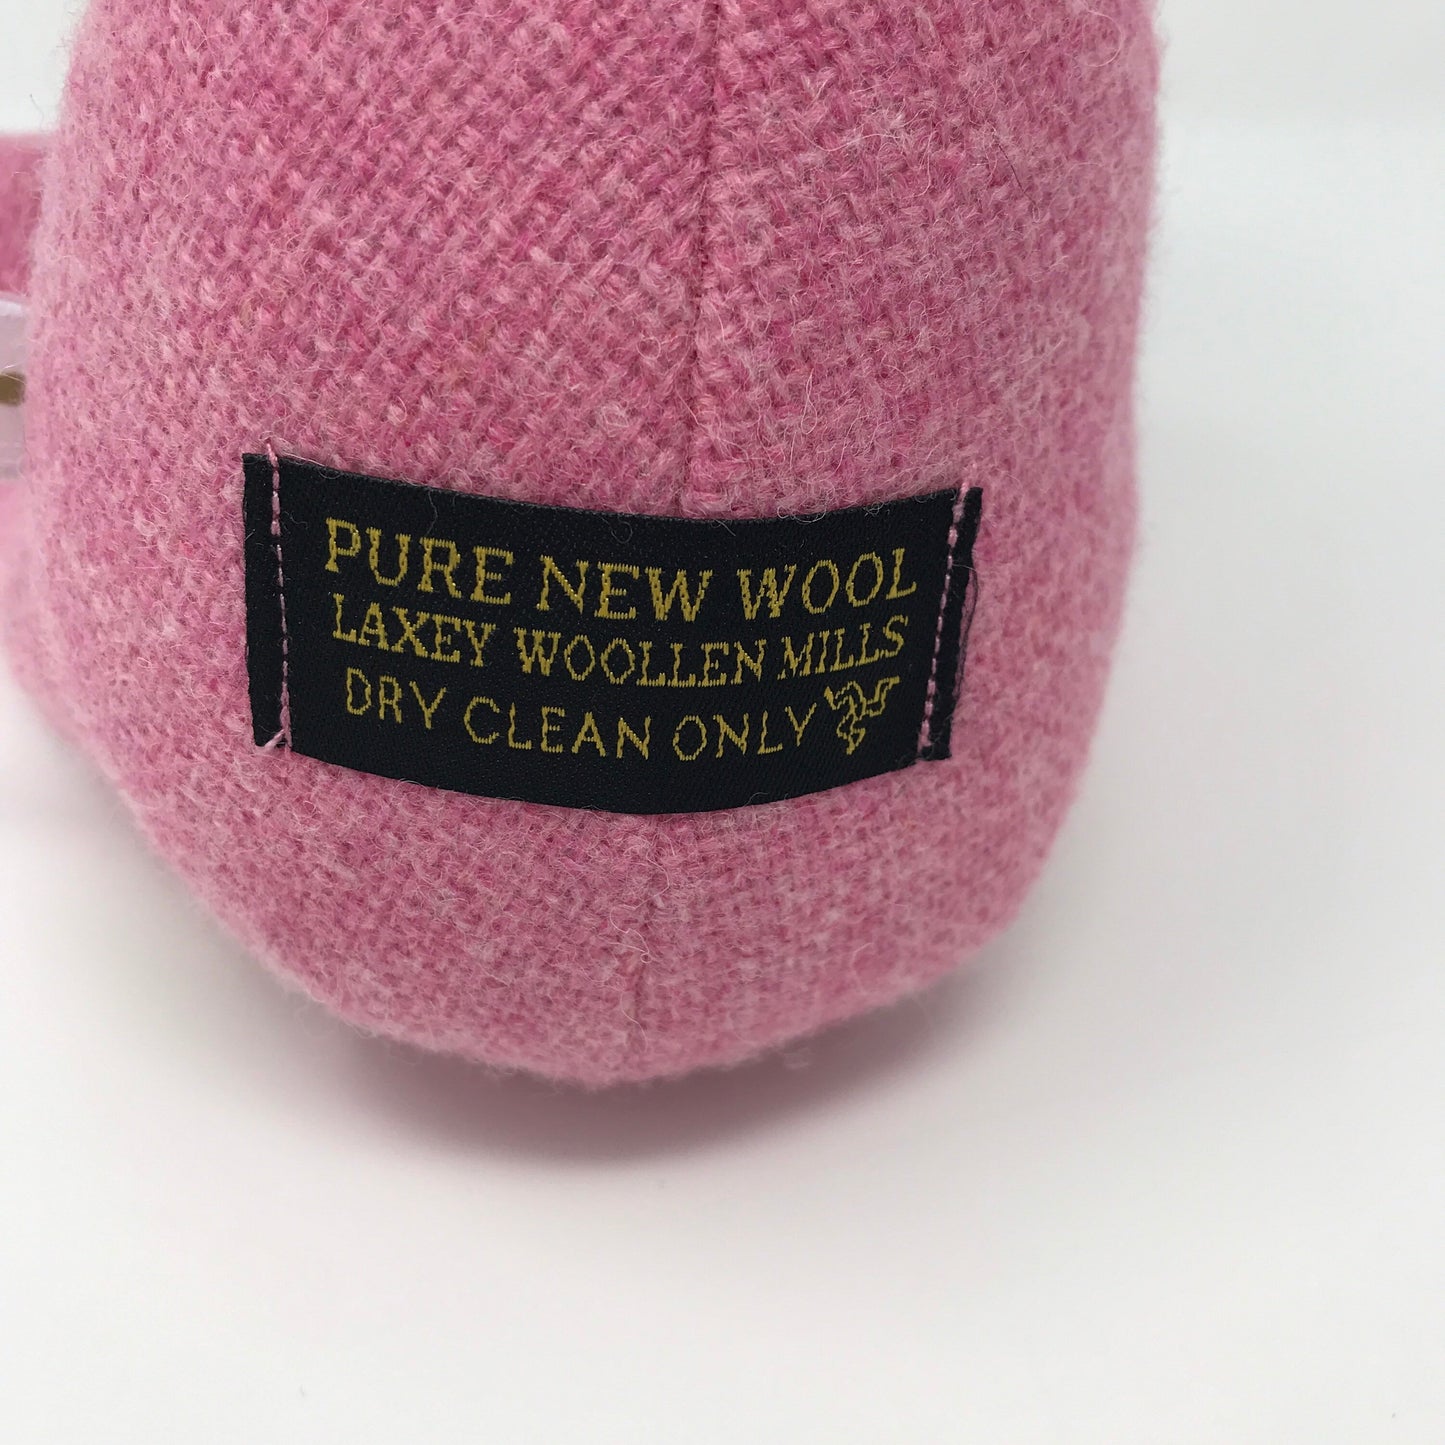 PURE NEW WOOL
LAXEY WOOLLEN MILLS
DRY CLEAN ONLY